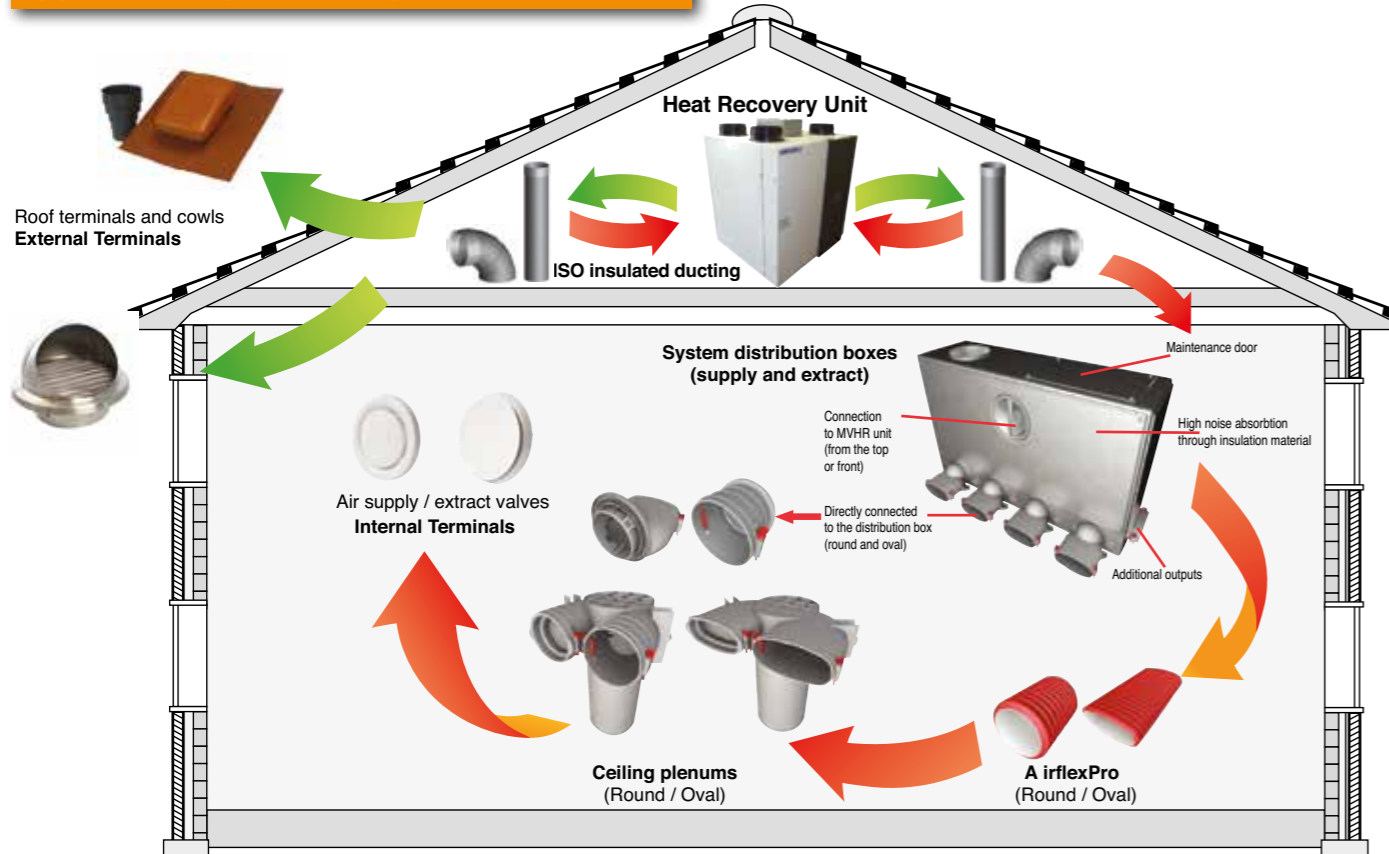 Heat Recovery Unit
Roof terminals and cowls
External Terminals
ISO insulated ducting
System distribution boxes
(supply and extract)
Maintenance door
Connection
to MVHR unit
(from the top
or front)
High noise absorbtion
through insulation material
Air supply / extract valves
Internal Terminals
Directly connected
to the distribution box
(round and oval)
Additional outputs
Ceiling plenums
(Round / Oval)
A irflexPro
(Round / Oval)